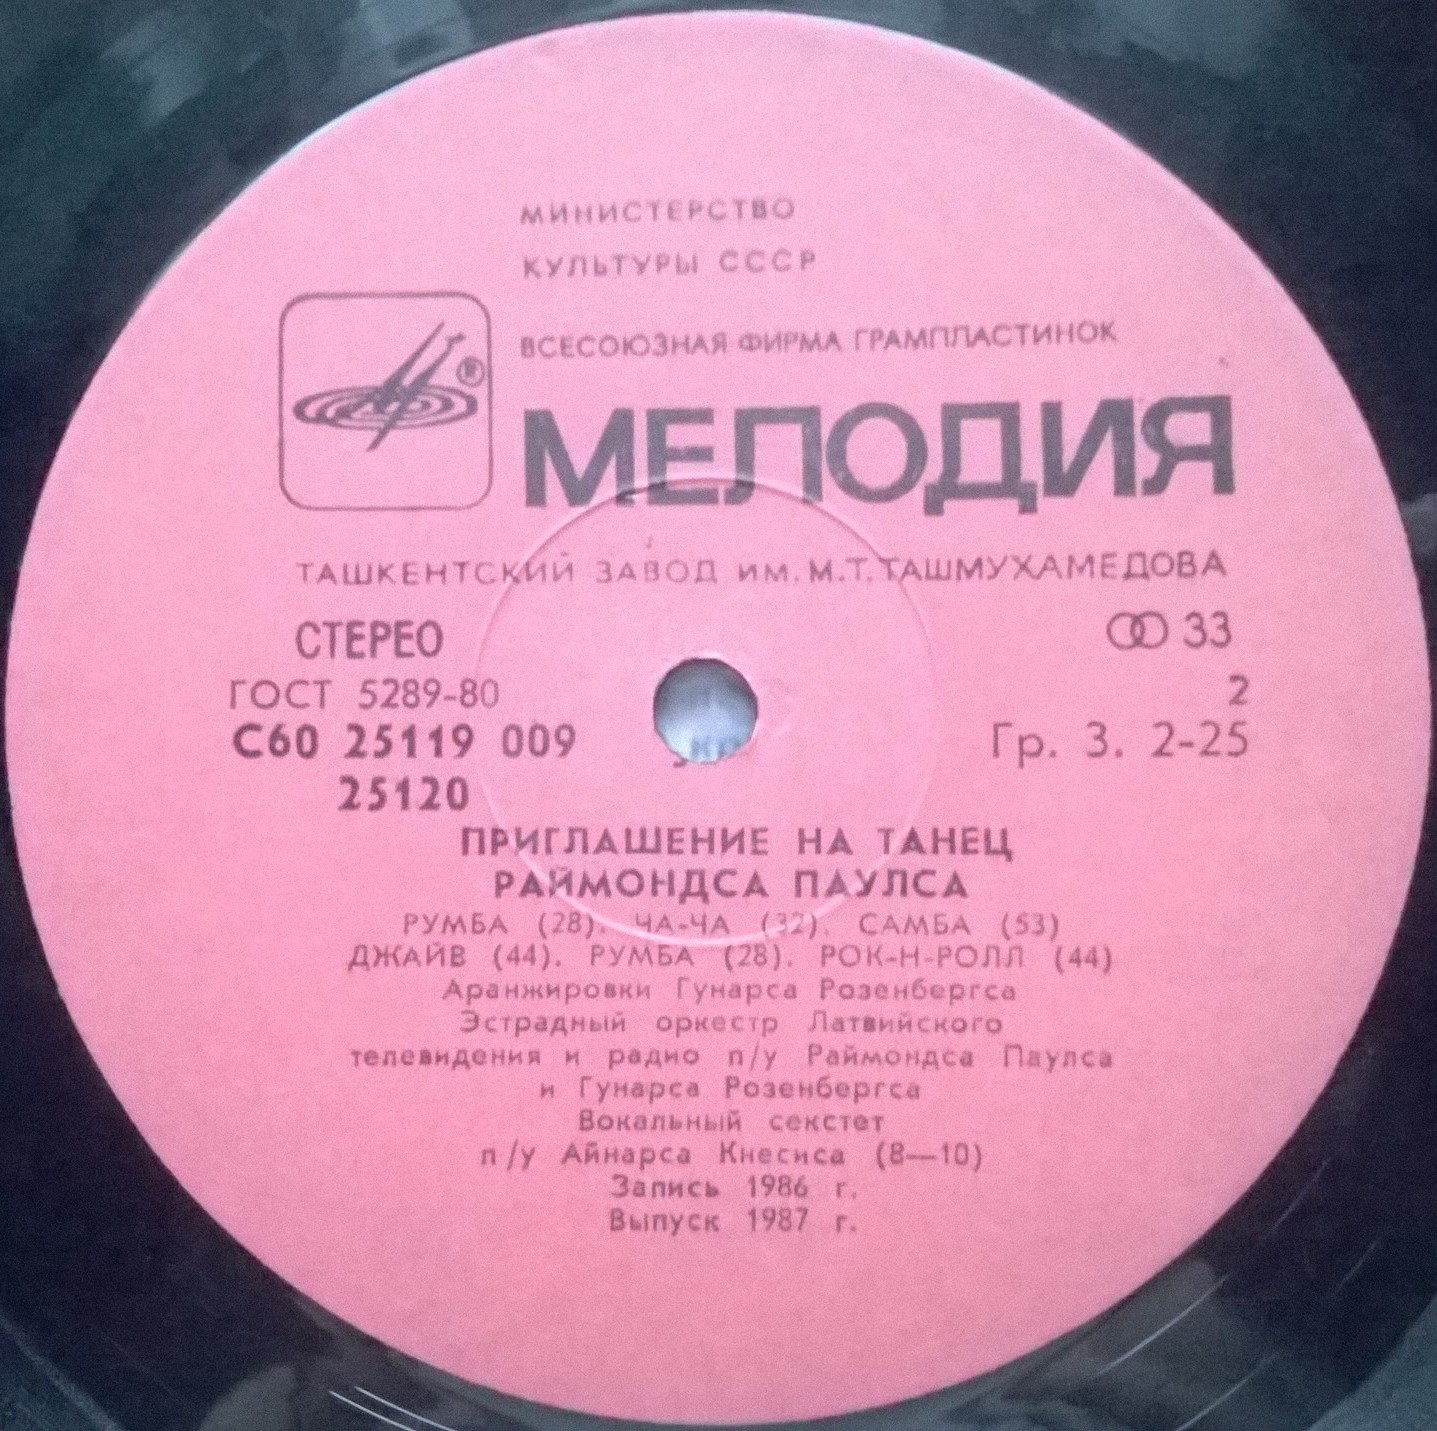 МИНИСТЕРСТВО
КУЛЬТУРЫ СССР
ВСЕСОЮЗНАЯ ФИРМА ГРАМПЛАСТИНОК
®
МЕЛОДИЯ
ТАШКЕНТСКИЙ ЗАВОД ИМ. М. Т. ТАШМУХАМЕДОВА
СТЕРЕО
33
ГОСТ 5289-80
2
С60 25119 009
Гр. 3. 2-25
25120
ПРИГЛАШЕНИЕ НА ТАНЕЦ
РАЙМОНДСА ПАУЛСА
РУМБА (28). ЧА-ЧА (32). САМБА (53)
ДЖАЙВ (44). РУМБА (28). РОК-Н-РОЛЛ (44)
Аранжировки Гунарса Розенбергса
Эстрадный оркестр Латвийского
телевидения и радио п/у Раймондса Паулса
и Гунарса Розенбергса
Вокальный секстет
п/у Айнарса Кнесиса (8—10)
Запись 1986 г.
Выпуск 1987 г.